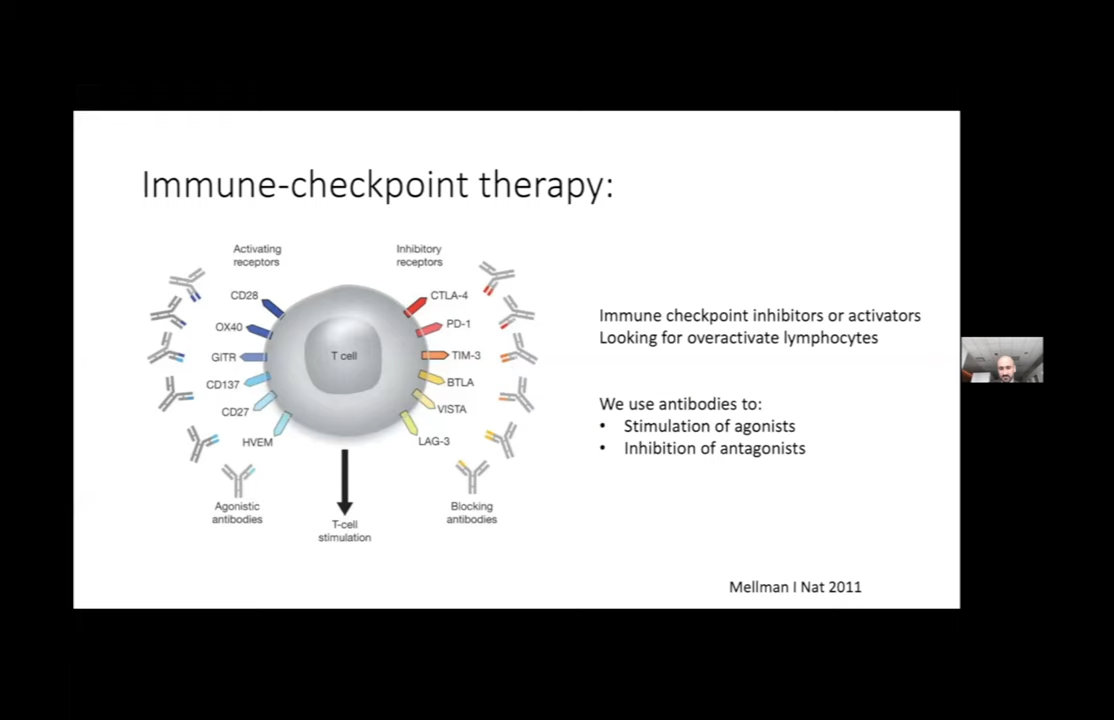 Immune-checkpoint therapy:
Activating
receptors
Inhibitory
receptors
CD28
OX40
GITR
CD137
CD27
HVEM
T cell
CTLA-4
PD-1
TIM-3
BTLA
VISTA
LAG-3
Agonistic
antibodies
T-cell
stimulation
Blocking
antibodies
Immune checkpoint inhibitors or activators
Looking for overactivate lymphocytes
We use antibodies to:
• Stimulation of agonists
• Inhibition of antagonists
Mellman I Nat 2011